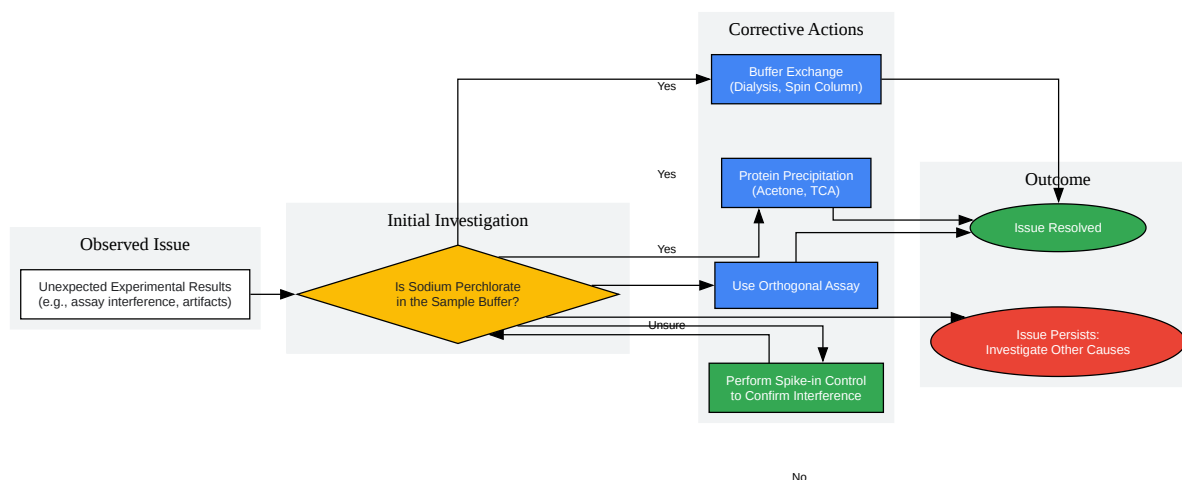 Corrective Actions
Buffer Exchange
(Dialysis, Spin Column)
Yes
Yes
Protein Precipitation
(Acetone, TCA)
Outcome
Initial Investigation
Issue Resolved
Observed Issue
Yes
Unexpected Experimental Results
(e.g., assay interference, artifacts)
Is Sodium Perchlorate
in the Sample Buffer?
Use Orthogonal Assay
Unsure
Issue Persists:
Investigate Other Causes
Perform Spike-in Control
to Confirm Interference
No